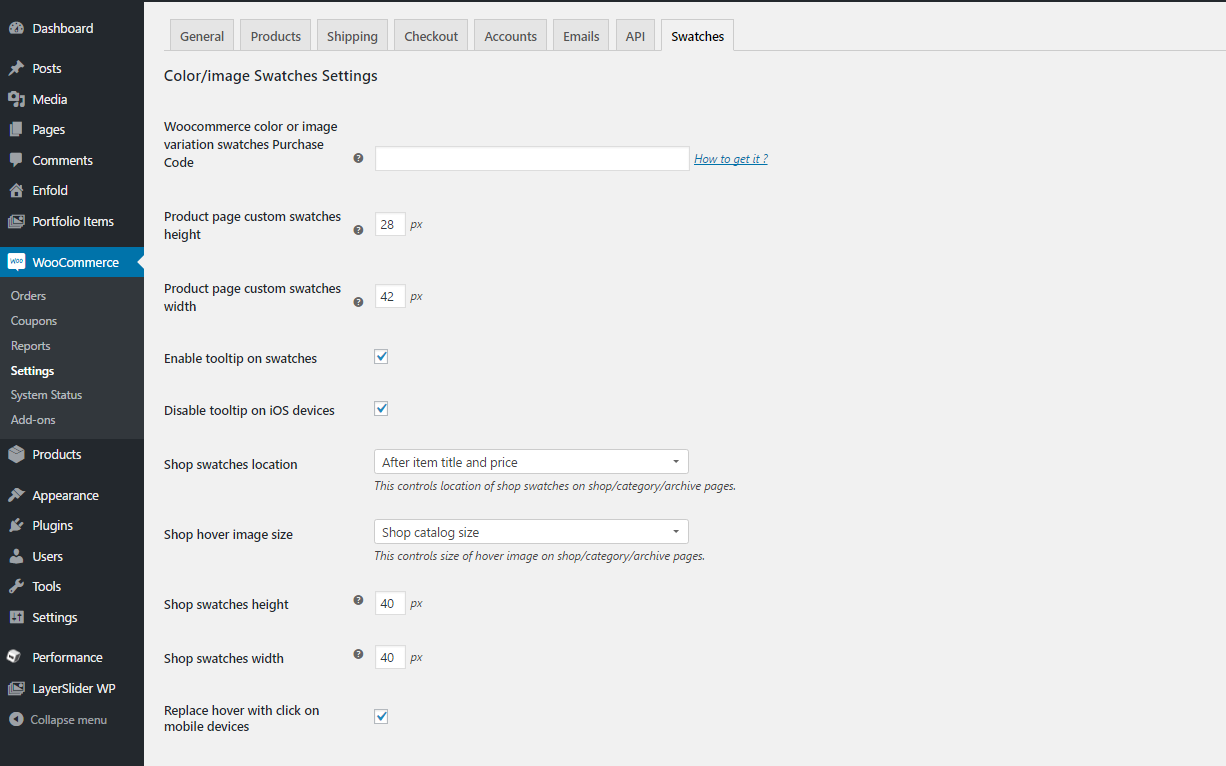 Dashboard
Posts
Media
Pages
Comments
Enfold
Portfolio Items
Woo WooCommerce
Orders
Coupons
Reports
Settings
System Status
Add-ons
Products
Appearance
Plugins
Users
Tools
Settings
Performance
LayerSlider WP
Collapse menu
General Products Shipping Checkout Accounts Emails API Swatches
Color/image Swatches Settings
Woocommerce color or image
variation swatches Purchase
Code ? How to get it ?
Product page custom swatches
height ? 28 px
Product page custom swatches
width ? 42 px
Enable tooltip on swatches
Disable tooltip on iOS devices
Shop swatches location After item title and price
This controls location of shop swatches on shop/category/archive pages.
Shop hover image size Shop catalog size
This controls size of hover image on shop/category/archive pages.
Shop swatches height ? 40 px
Shop swatches width ? 40 px
Replace hover with click on
mobile devices